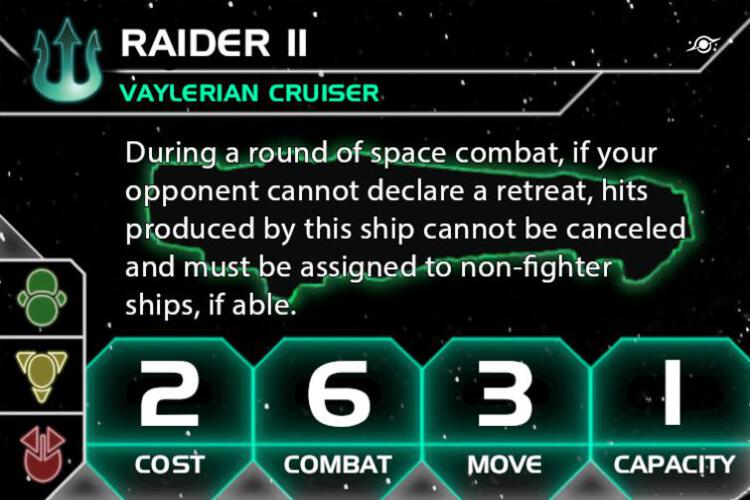 RAIDER II
VAYLERIAN CRUISER
During a round of space combat, if your
opponent cannot declare a retreat, hits
produced by this ship cannot be canceled
and must be assigned to non-fighter
ships, if able.
2 6 3 1
COST COMBAT MOVE CAPACITY